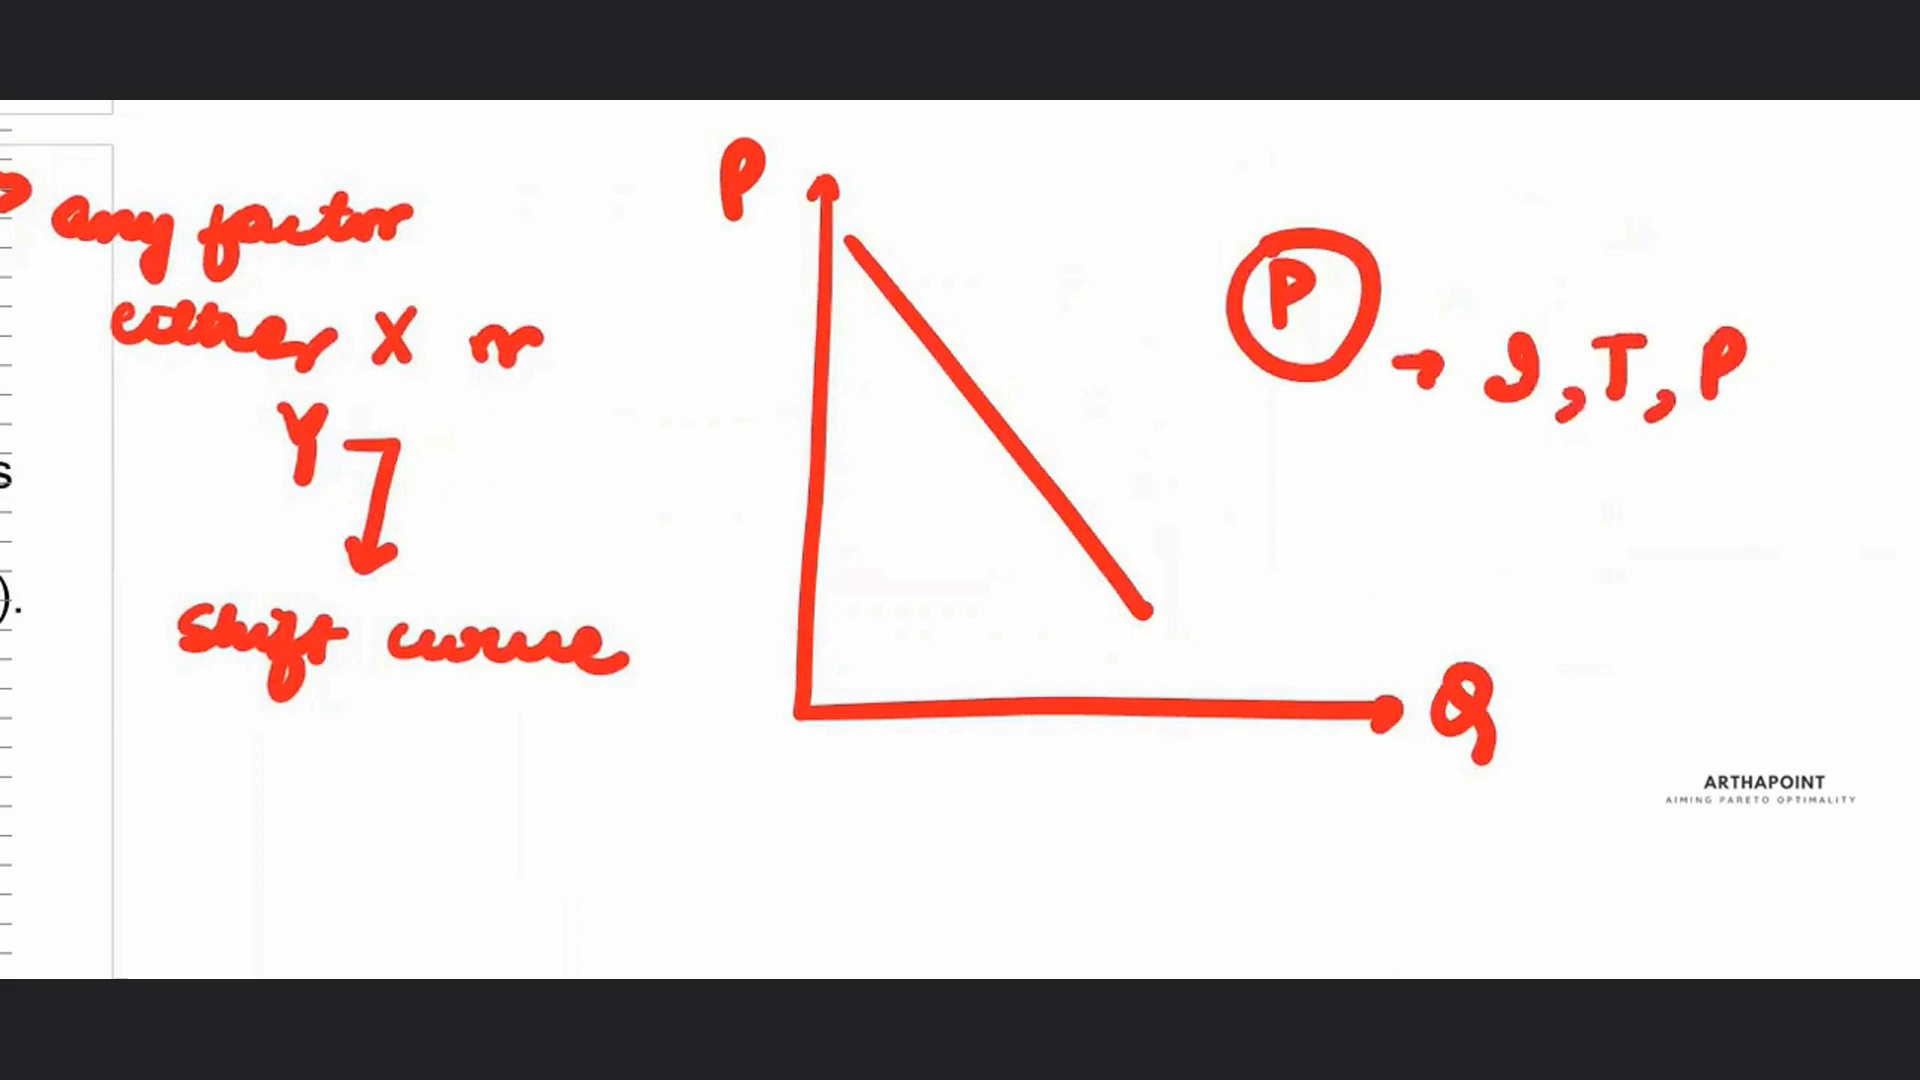 any factor
either X or
Y
shift curve
P
P
→ I, T, P
Q
s
).
ARTHAPOINT
AIMING PARETO OPTIMALITY